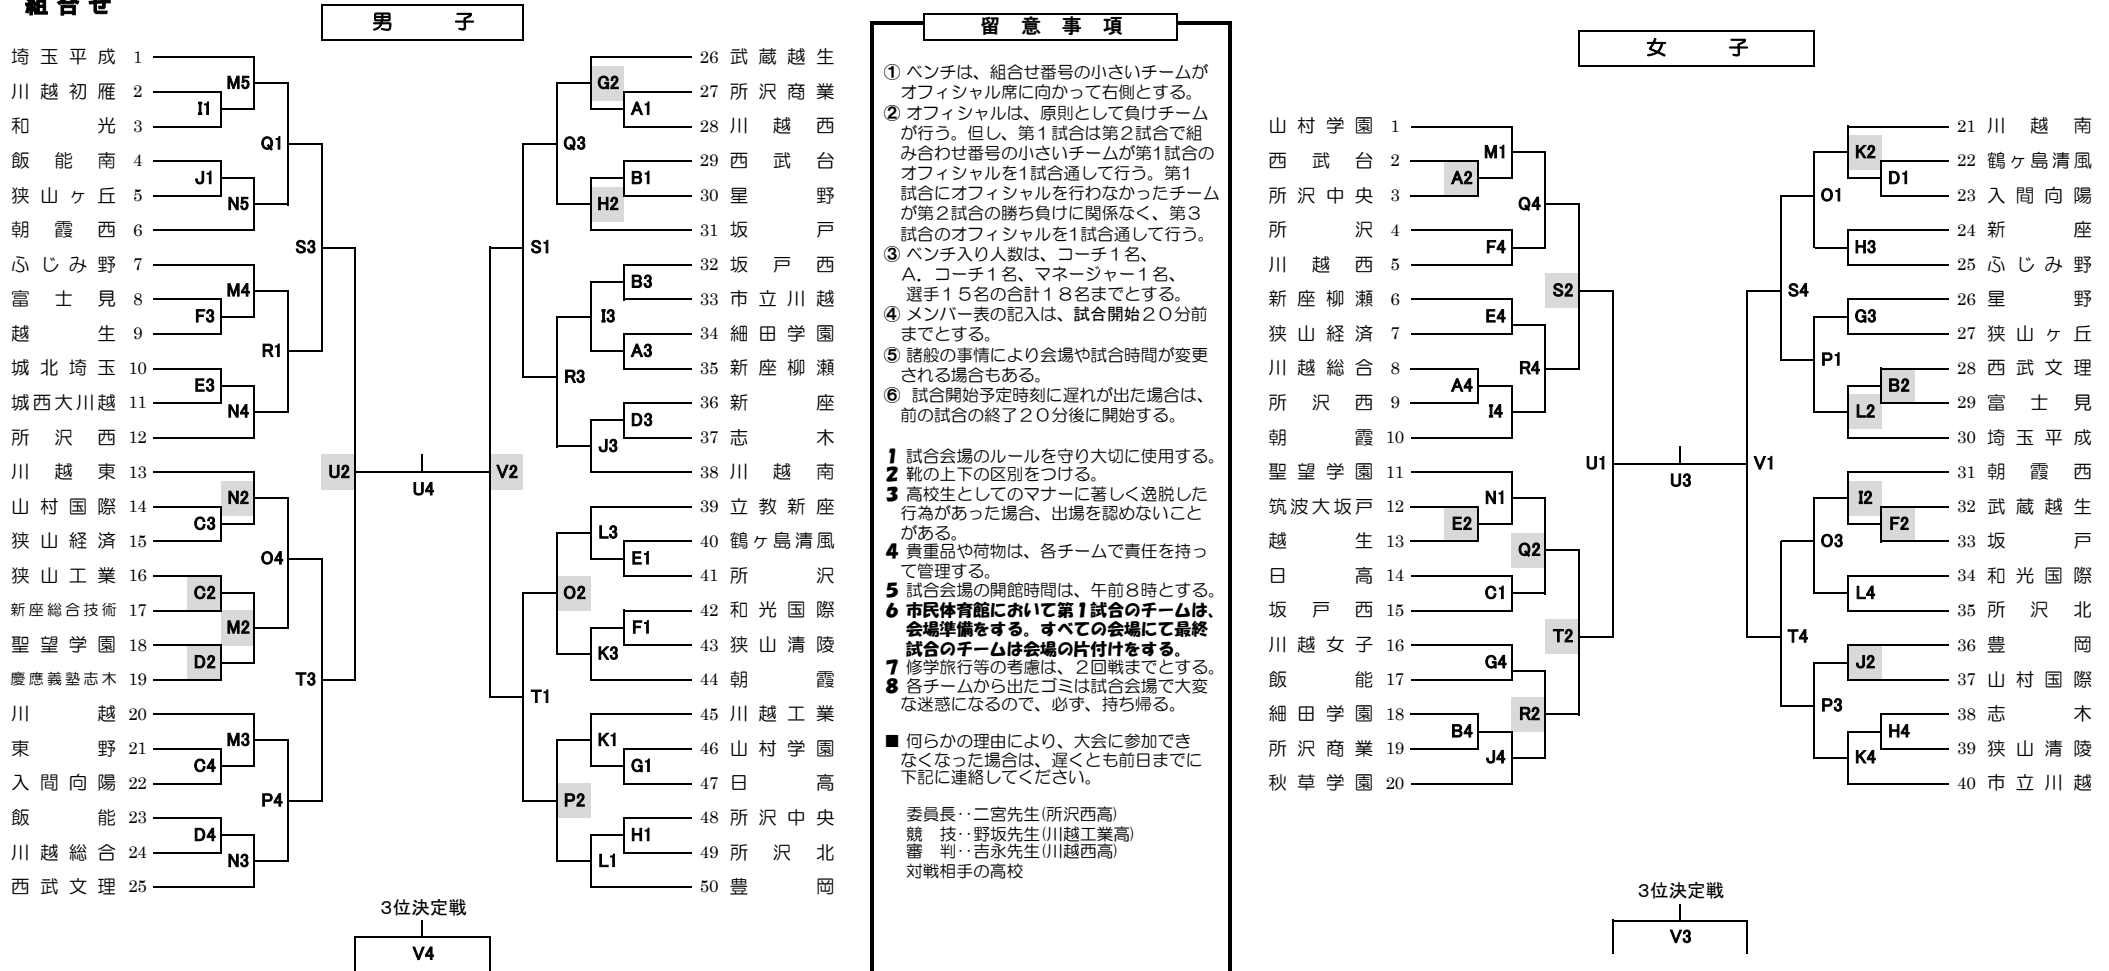 組合せ
男　　子
埼玉平成 1
川越初雁 2
和　光 3
飯能南 4
狭山ヶ丘 5
朝霞西 6
ふじみ野 7
富士見 8
越生 9
城北埼玉 10
城西大川越 11
所沢西 12
川越東 13
山村国際 14
狭山経済 15
狭山工業 16
新座総合技術 17
聖望学園 18
慶應義塾志木 19
川越 20
東野 21
入間向陽 22
飯能 23
川越総合 24
西武文理 25
M5
I1
Q1
J1
N5
S3
M4
F3
R1
E3
N4
U2
N2
C3
O4
C2
M2
D2
T3
M3
C4
P4
D4
N3
U4
V2
G2
A1
Q3
B1
H2
S1
B3
I3
A3
R3
D3
J3
L3
E1
O2
F1
K3
T1
K1
G1
P2
H1
L1
26 武蔵越生
27 所沢商業
28 川越西
29 西武台
30 星野
31 坂戸
32 坂戸西
33 市立川越
34 細田学園
35 新座柳瀬
36 新座
37 志木
38 川越南
39 立教新座
40 鶴ヶ島清風
41 所沢
42 和光国際
43 狭山清陵
44 朝霞
45 川越工業
46 山村学園
47 日高
48 所沢中央
49 所沢北
50 豊岡
3位決定戦
V4
留意事項
① ベンチは、組合せ番号の小さいチームが
オフィシャル席に向かって右側とする。
② オフィシャルは、原則として負けチーム
が行う。但し、第１試合は第２試合で組
み合わせ番号の小さいチームが第1試合の
オフィシャルを1試合通して行う。第1
試合にオフィシャルを行わなかったチーム
が第２試合の勝ち負けに関係なく、第３
試合のオフィシャルを1試合通して行う。
③ ベンチ入り人数は、コーチ１名、
Ａ．コーチ１名、マネージャー１名、
選手１５名の合計１８名までとする。
④ メンバー表の記入は、試合開始２０分前
までとする。
⑤ 諸般の事情により会場や試合時間が変更
される場合もある。
⑥ 試合開始予定時刻に遅れが出た場合は、
前の試合の終了２０分後に開始する。
1 試合会場のルールを守り大切に使用する。
2 靴の上下の区別をつける。
3 高校生としてのマナーに著しく逸脱した
行為があった場合、出場を認めないこと
がある。
4 貴重品や荷物は、各チームで責任を持っ
て管理する。
5 試合会場の開館時間は、午前８時とする。
6 市民体育館において第１試合のチームは、
会場準備をする。すべての会場にて最終
試合のチームは会場の片付けをする。
7 修学旅行等の考慮は、２回戦までとする。
8 各チームから出たゴミは試合会場で大変
な迷惑になるので、必ず、持ち帰る。
■ 何らかの理由により、大会に参加でき
なくなった場合は、遅くとも前日までに
下記に連絡してください。
委員長‥二宮先生(所沢西高)
競　技‥野坂先生(川越工業高)
審　判‥吉永先生(川越西高)
対戦相手の高校
女　　子
山村学園 1
西武台 2
所沢中央 3
所沢 4
川越西 5
新座柳瀬 6
狭山経済 7
川越総合 8
所沢西 9
朝霞 10
聖望学園 11
筑波大坂戸 12
越生 13
日高 14
坂戸西 15
川越女子 16
飯能 17
細田学園 18
所沢商業 19
秋草学園 20
M1
A2
Q4
F4
S2
E4
R4
A4
I4
U1
N1
E2
Q2
C1
T2
G4
R2
B4
J4
U3
V1
K2
D1
O1
H3
S4
G3
P1
B2
L2
I2
F2
O3
L4
T4
J2
P3
H4
K4
21 川越南
22 鶴ヶ島清風
23 入間向陽
24 新座
25 ふじみ野
26 星野
27 狭山ヶ丘
28 西武文理
29 富士見
30 埼玉平成
31 朝霞西
32 武蔵越生
33 坂戸
34 和光国際
35 所沢北
36 豊岡
37 山村国際
38 志木
39 狭山清陵
40 市立川越
3位決定戦
V3